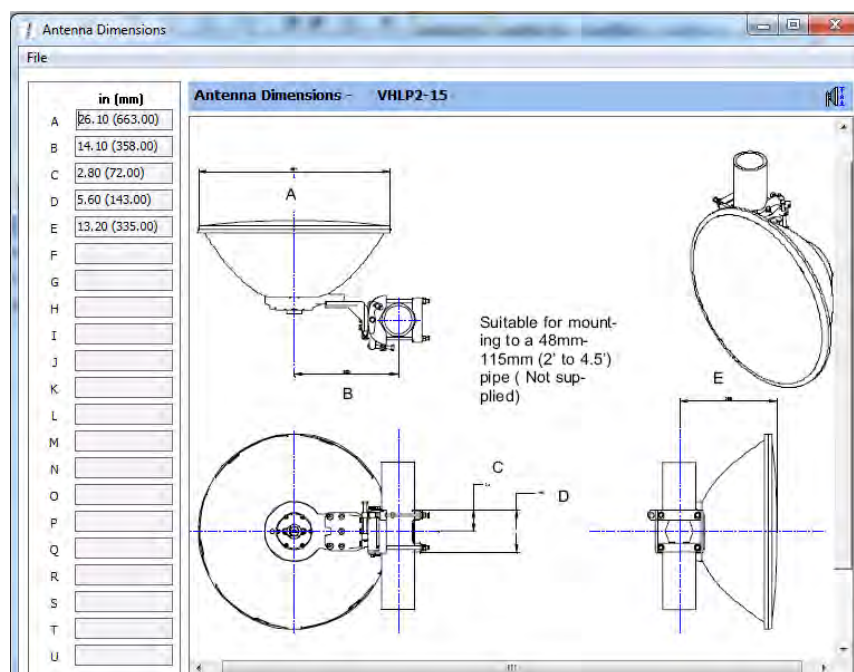 Antenna Dimensions
File
in (mm)
A 26.10 (663.00)
B 14.10 (358.00)
C 2.80 (72.00)
D 5.60 (143.00)
E 13.20 (335.00)
F
G
H
I
J
K
L
M
N
O
P
Q
R
S
T
U
Antenna Dimensions - VHLP2-15
A
B
Suitable for mount-
ing to a 48mm-
115mm (2' to 4.5')
pipe ( Not sup-
plied)
E
C
D